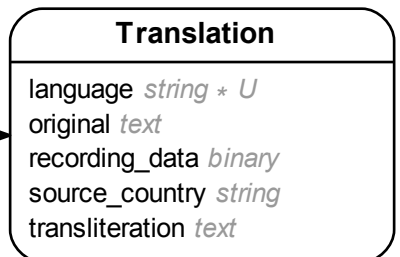 Translation
language string * U
original text
recording_data binary
source_country string
transliteration text